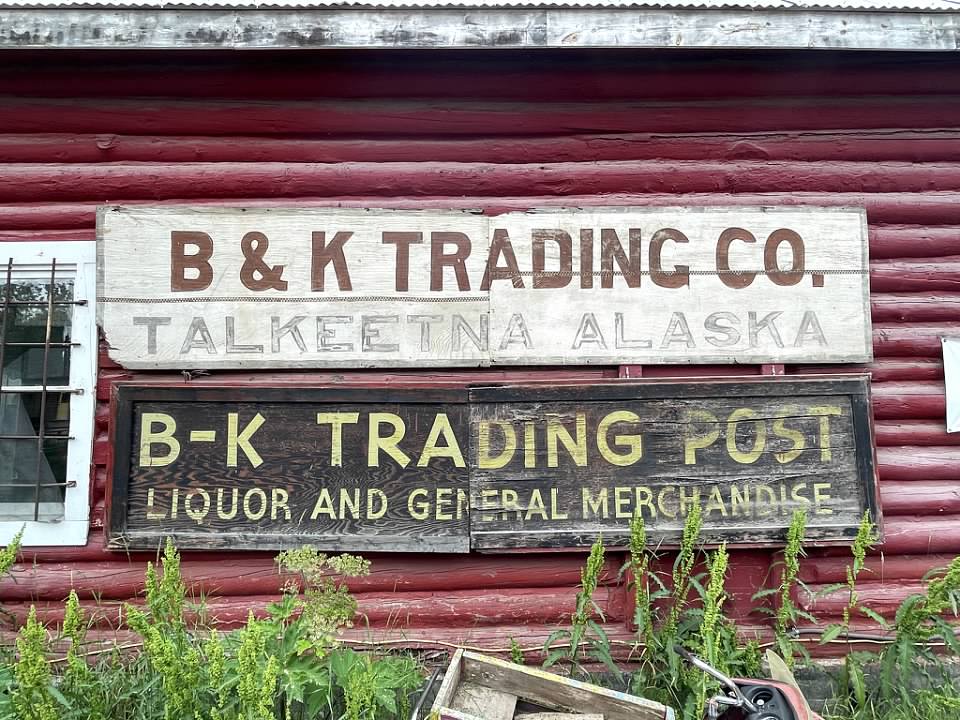 B & K TRADING CO.
TALKEETNA ALASKA
B-K TRADING POST
LIQUOR AND GENERAL MERCHANDISE